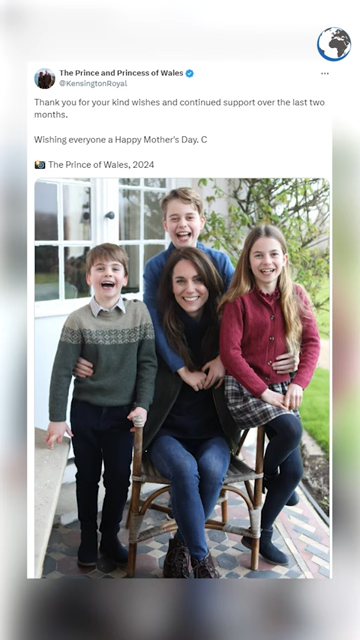 The Prince and Princess of Wales
@KensingtonRoyal
Thank you for your kind wishes and continued support over the last two
months.
Wishing everyone a Happy Mother's Day. C
📸 The Prince of Wales, 2024